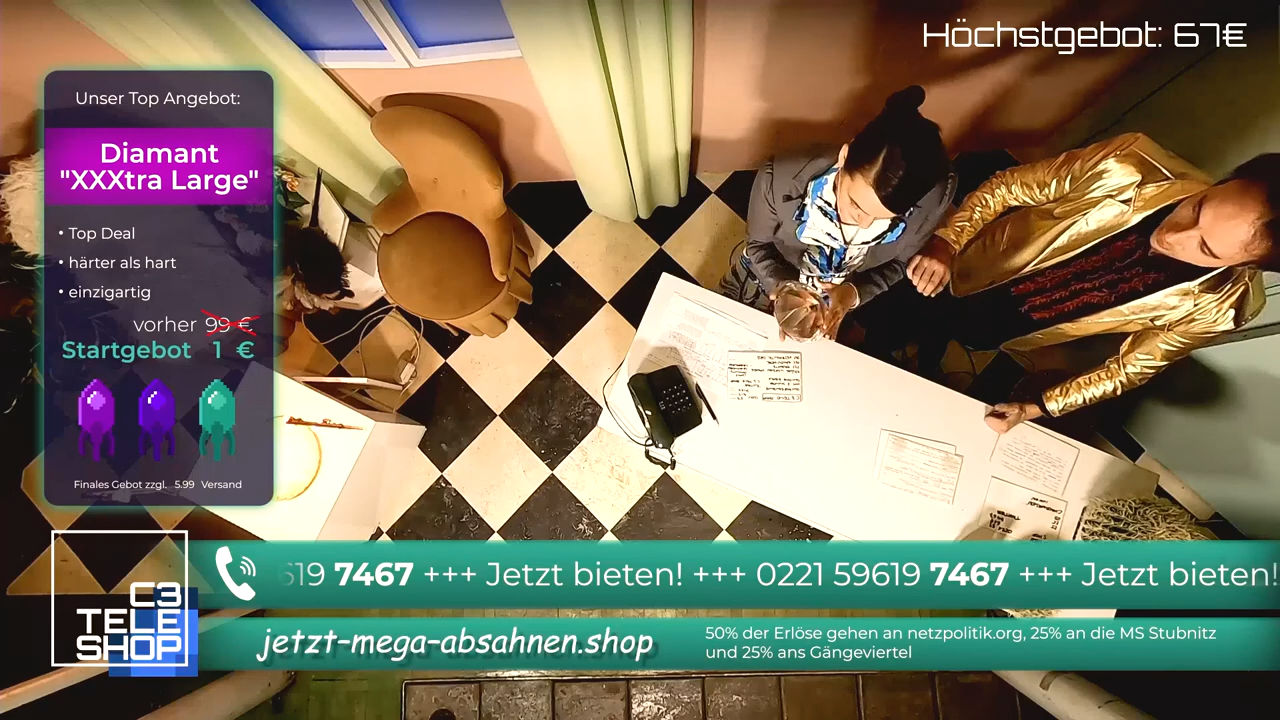 Höchstgebot: 67€
Unser Top Angebot:
Diamant
"XXXtra Large"
• Top Deal
• härter als hart
• einzigartig
vorher 99 €
Startgebot 1 €
Finales Gebot zzgl. 5.99 Versand
619 7467 +++ Jetzt bieten! +++ 0221 59619 7467 +++ Jetzt bieten!
C3
TELE
SHOP
jetzt-mega-absahnen.shop
50% der Erlöse gehen an netzpolitik.org, 25% an die MS Stubnitz
und 25% ans Gängeviertel